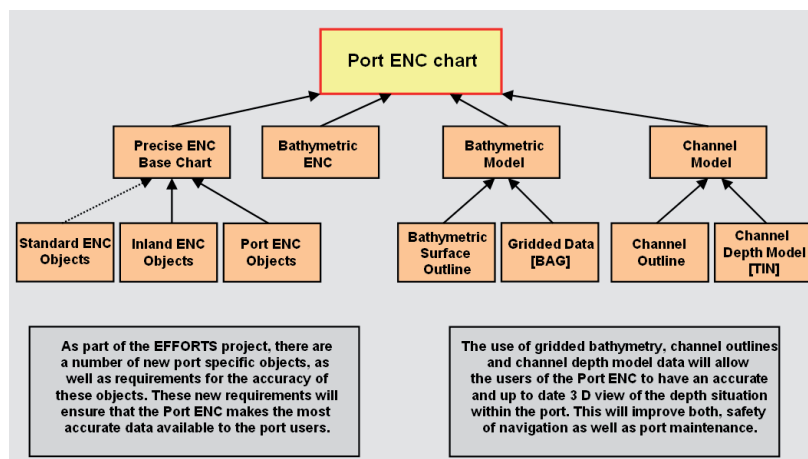 Port ENC chart
Precise ENC
Base Chart
Bathymetric
ENC
Bathymetric
Model
Channel
Model
Standard ENC
Objects
Inland ENC
Objects
Port ENC
Objects
Bathymetric
Surface
Outline
Gridded Data
[BAG]
Channel
Outline
Channel
Depth Model
[TIN]
As part of the EFFORTS project, there are
a number of new port specific objects, as
well as requirements for the accuracy of
these objects. These new requirements will
ensure that the Port ENC makes the most
accurate data available to the port users.
The use of gridded bathymetry, channel outlines
and channel depth model data will allow
the users of the Port ENC to have an accurate
and up to date 3 D view of the depth situation
within the port. This will improve both, safety
of navigation as well as port maintenance.